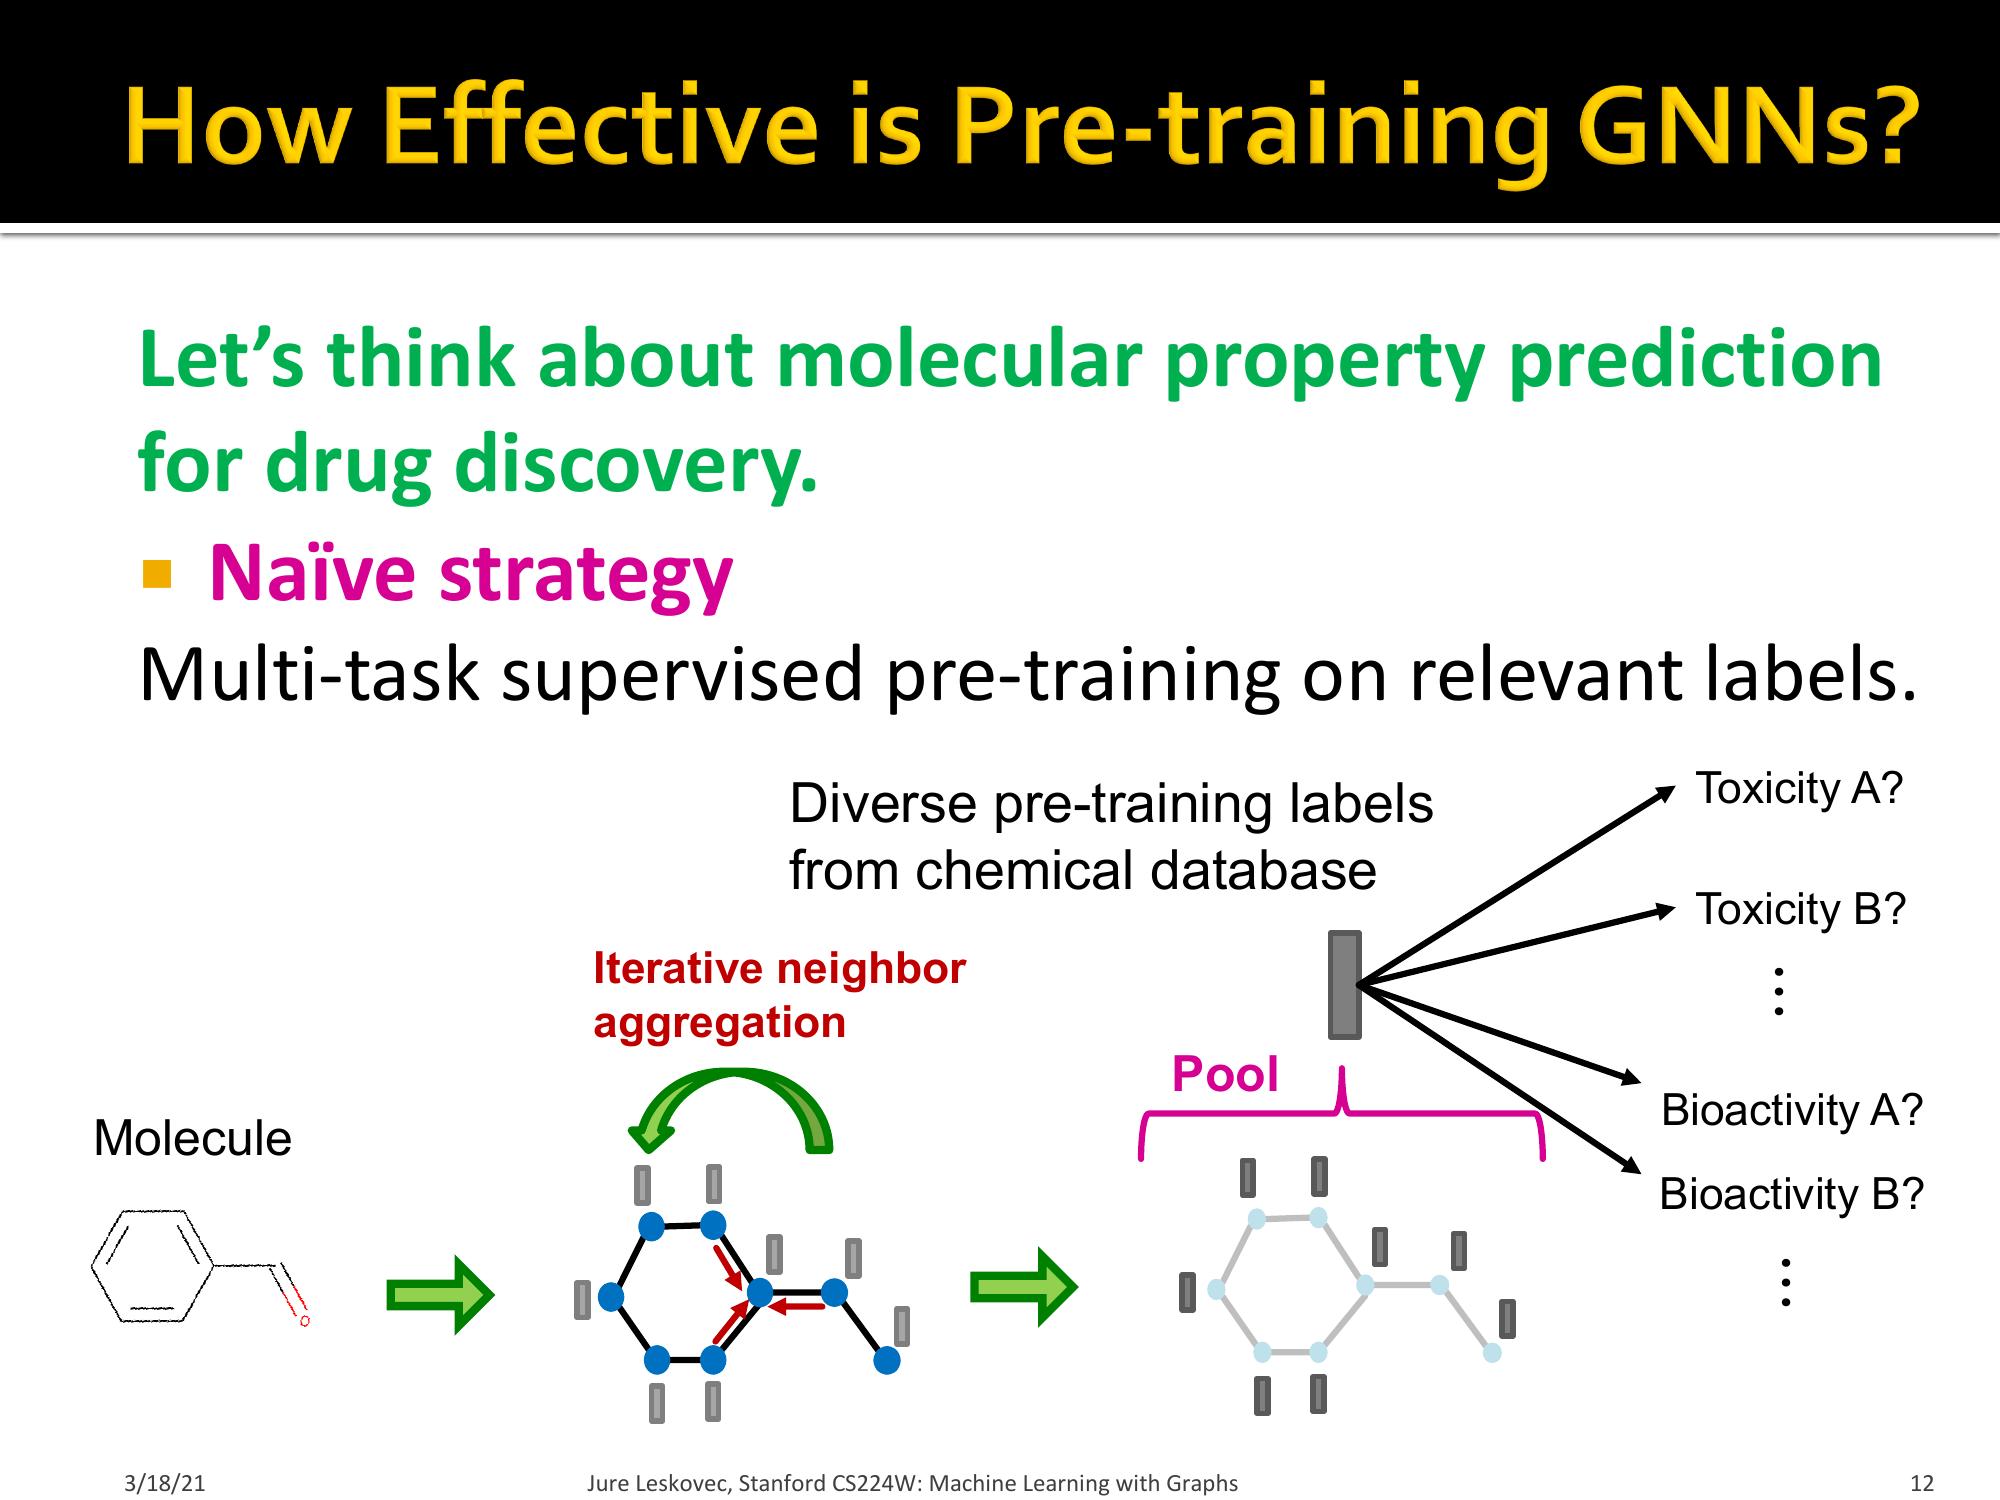 How Effective is Pre-training GNNs?
Let’s think about molecular property prediction
for drug discovery.
Naïve strategy
Multi-task supervised pre-training on relevant labels.
Diverse pre-training labels
from chemical database
Toxicity A?
Toxicity B?
⋮
Bioactivity A?
Bioactivity B?
⋮
Iterative neighbor
aggregation
Pool
Molecule
O
3/18/21
Jure Leskovec, Stanford CS224W: Machine Learning with Graphs
12